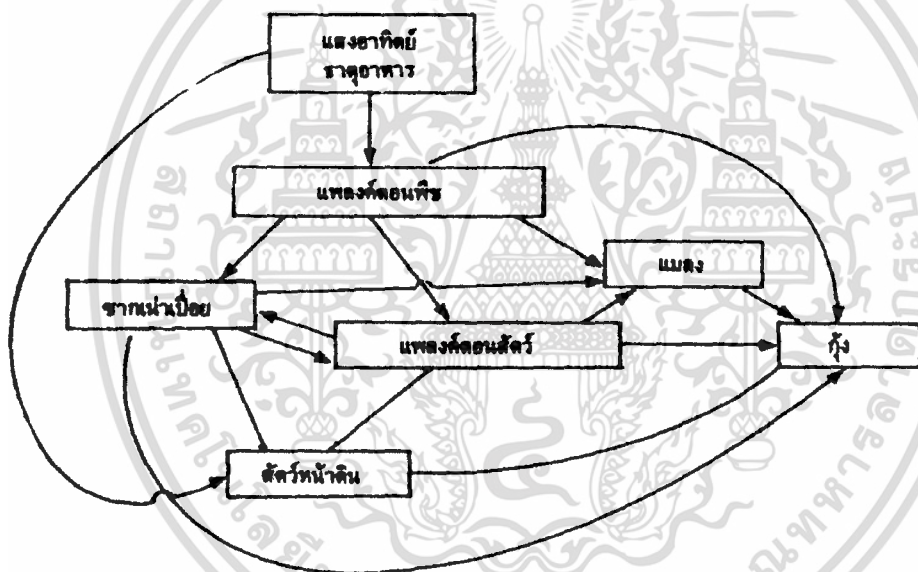 แสงอาทิตย์
ธาตุอาหาร
แพลงค์ตอนพืช
แมลง
ซากเน่าเปื่อย
แพลงค์ตอนสัตว์
กุ้ง
สัตว์หน้าดิน